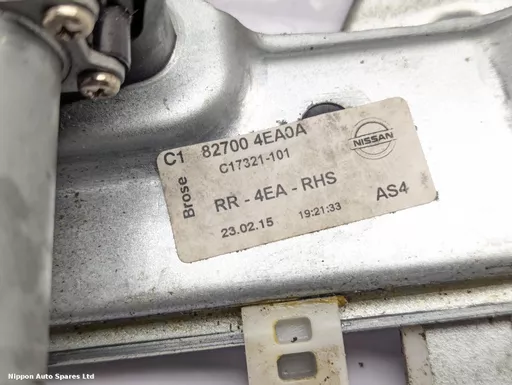 C1 82700 4EA0A
C17321-101
NISSAN
Brose
RR - 4EA - RHS
AS4
23.02.15 19:21:33
Nippon Auto Spares Ltd